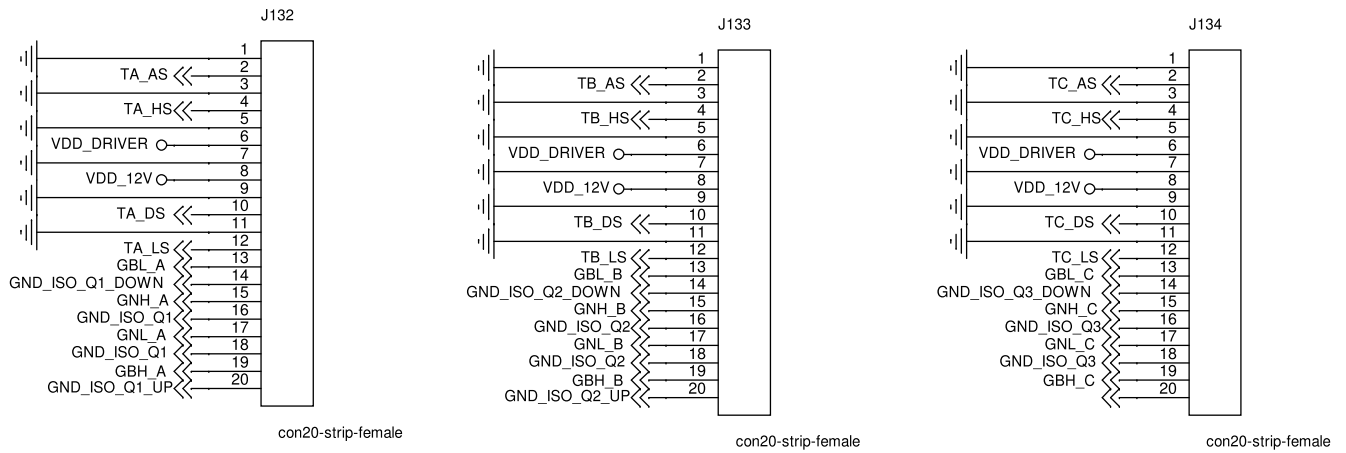 J132
1
TA_AS 2
3
TA_HS 4
5
VDD_DRIVER 6
7
VDD_12V 8
9
TA_DS 10
11
TA_LS 12
GBL_A 13
GND_ISO_Q1_DOWN 14
GNH_A 15
GND_ISO_Q1 16
GNL_A 17
GND_ISO_Q1 18
GBH_A 19
GND_ISO_Q1_UP 20
con20-strip-female
J133
1
TB_AS 2
3
TB_HS 4
5
VDD_DRIVER 6
7
VDD_12V 8
9
TB_DS 10
11
TB_LS 12
GBL_B 13
GND_ISO_Q2_DOWN 14
GNH_B 15
GND_ISO_Q2 16
GNL_B 17
GND_ISO_Q2 18
GBH_B 19
GND_ISO_Q2_UP 20
con20-strip-female
J134
1
TC_AS 2
3
TC_HS 4
5
VDD_DRIVER 6
7
VDD_12V 8
9
TC_DS 10
11
TC_LS 12
GBL_C 13
GND_ISO_Q3_DOWN 14
GNH_C 15
GND_ISO_Q3 16
GNL_C 17
GND_ISO_Q3 18
GBH_C 19
20
con20-strip-female